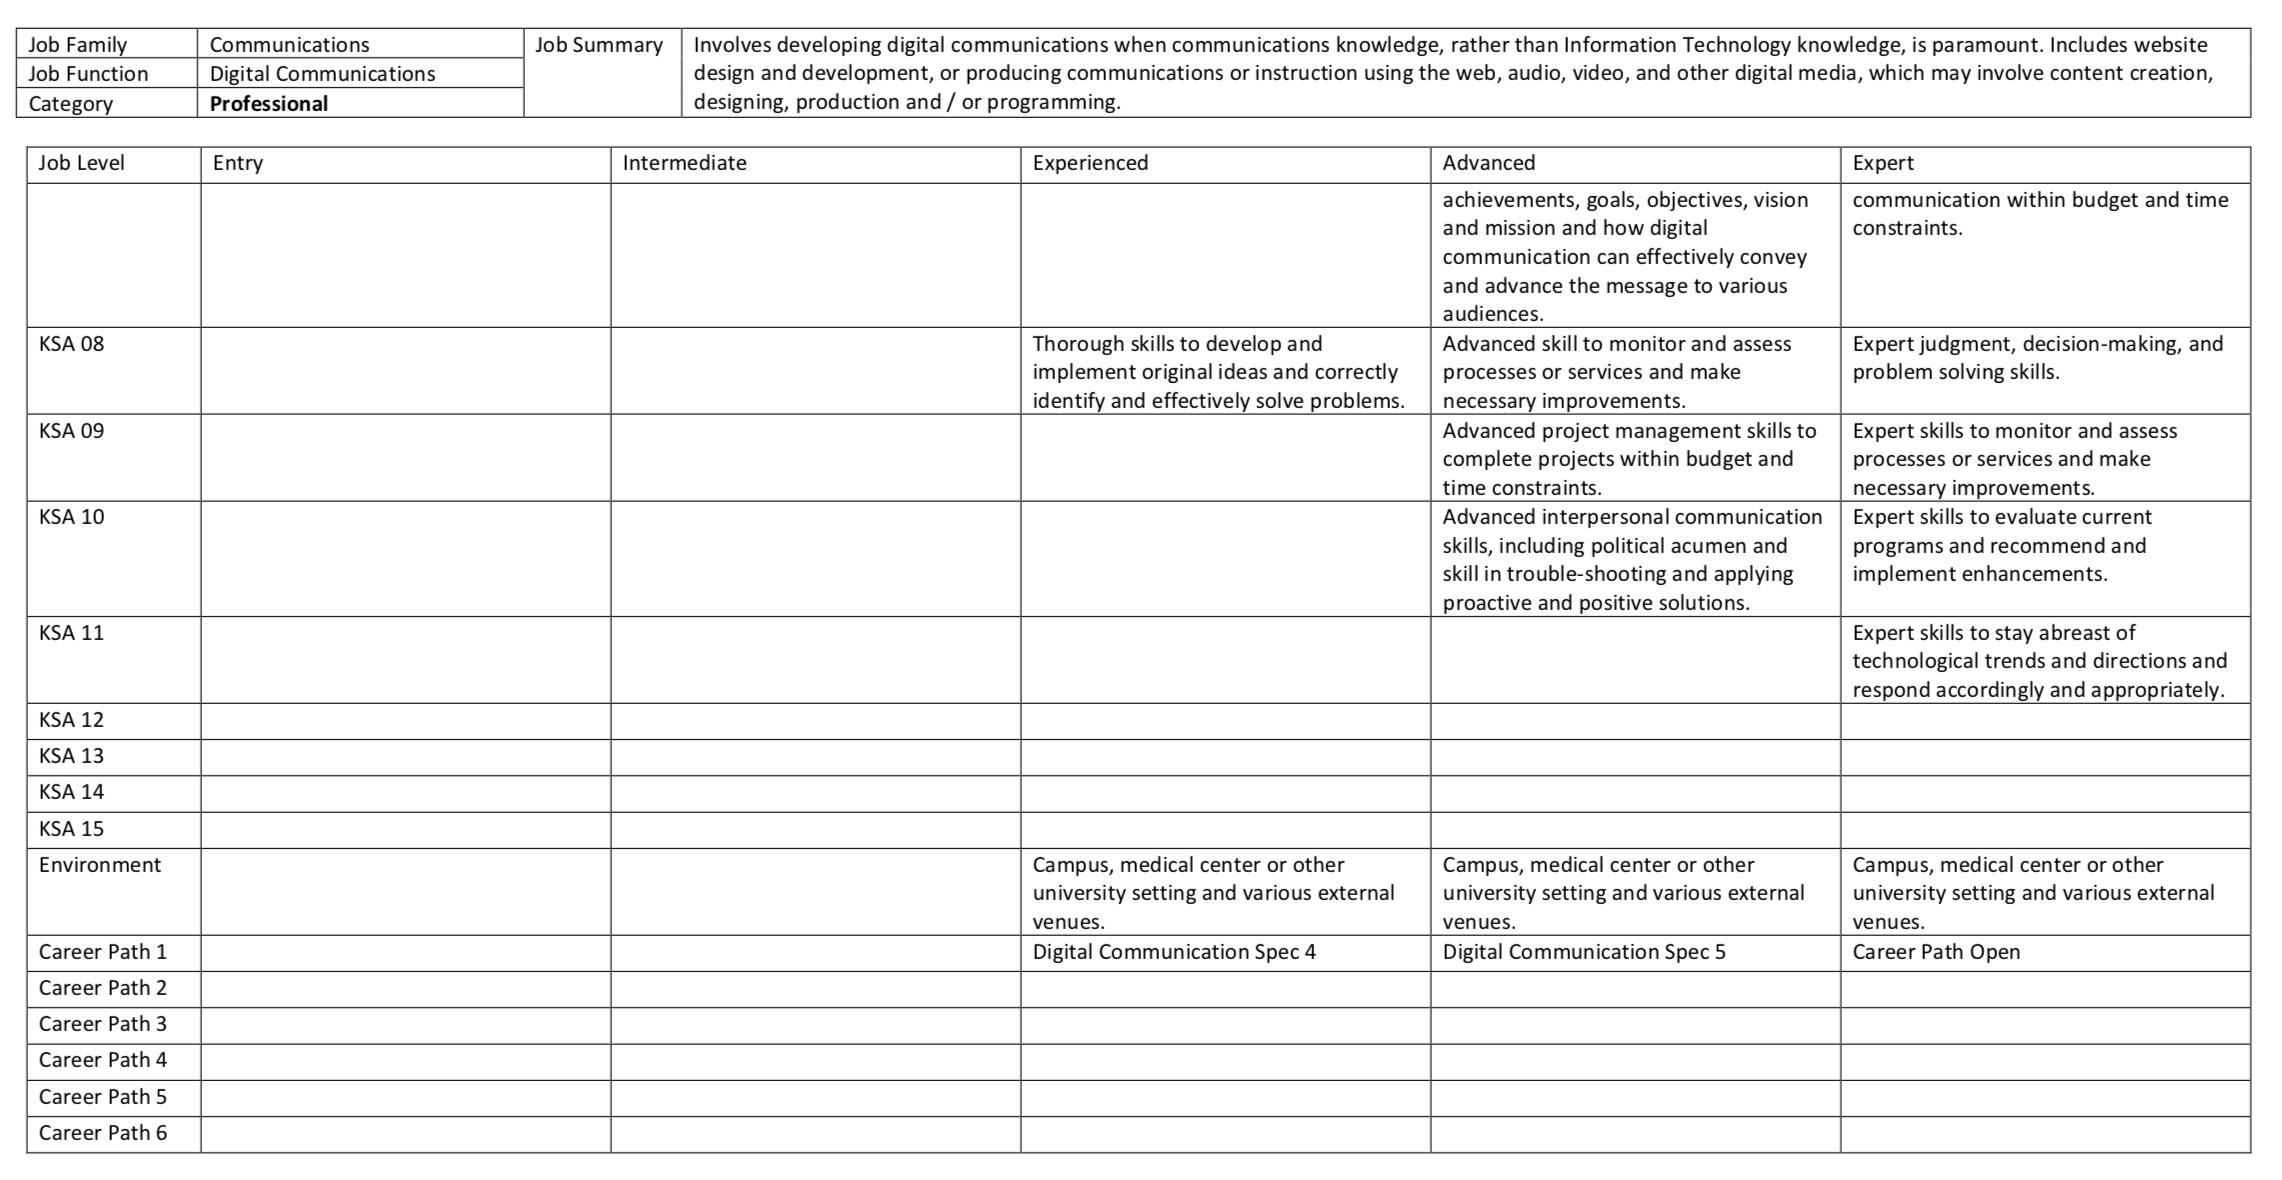 Job Family Communications Job Summary Involves developing digital communications when communications knowledge, rather than Information Technology knowledge, is paramount. Includes website
Job Function Digital Communications design and development, or producing communications or instruction using the web, audio, video, and other digital media, which may involve content creation,
Category Professional designing, production and / or programming.
Job Level Entry Intermediate Experienced Advanced Expert
achievements, goals, objectives, vision
and mission and how digital
communication can effectively convey
and advance the message to various
audiences.
communication within budget and time
constraints.
KSA 08
Thorough skills to develop and
implement original ideas and correctly
identify and effectively solve problems.
Advanced skill to monitor and assess
processes or services and make
necessary improvements.
Expert judgment, decision-making, and
problem solving skills.
KSA 09
Advanced project management skills to
complete projects within budget and
time constraints.
Expert skills to monitor and assess
processes or services and make
necessary improvements.
KSA 10
Advanced interpersonal communication
skills, including political acumen and
skill in trouble-shooting and applying
proactive and positive solutions.
Expert skills to evaluate current
programs and recommend and
implement enhancements.
KSA 11
Expert skills to stay abreast of
technological trends and directions and
respond accordingly and appropriately.
KSA 12
KSA 13
KSA 14
KSA 15
Environment
Campus, medical center or other
university setting and various external
venues.
Campus, medical center or other
university setting and various external
venues.
Campus, medical center or other
university setting and various external
venues.
Career Path 1 Digital Communication Spec 4 Digital Communication Spec 5 Career Path Open
Career Path 2
Career Path 3
Career Path 4
Career Path 5
Career Path 6